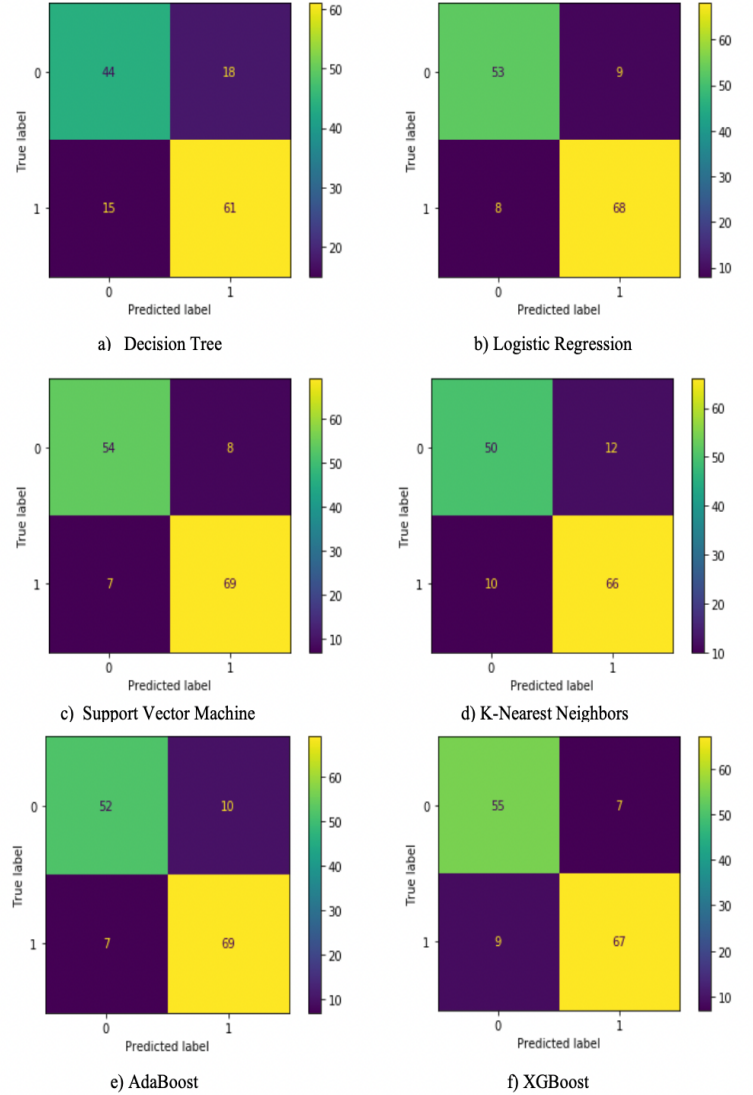 60
0 44 18
50
40
True label
30
1 15 61
20
0 1
Predicted label
a) Decision Tree
60
0 53 9
50
40
True label
30
20
1 8 68
10
0 1
Predicted label
b) Logistic Regression
60
0 54 8
50
40
True label
30
1 7 69
20
10
0 1
Predicted label
c) Support Vector Machine
60
0 50 12
50
40
True label
30
1 10 66
20
10
0 1
Predicted label
d) K-Nearest Neighbors
60
0 52 10
50
40
True label
30
1 7 69
20
10
0 1
Predicted label
e) AdaBoost
60
0 55 7
50
40
True label
30
1 9 67
20
10
0 1
Predicted label
f) XGBoost